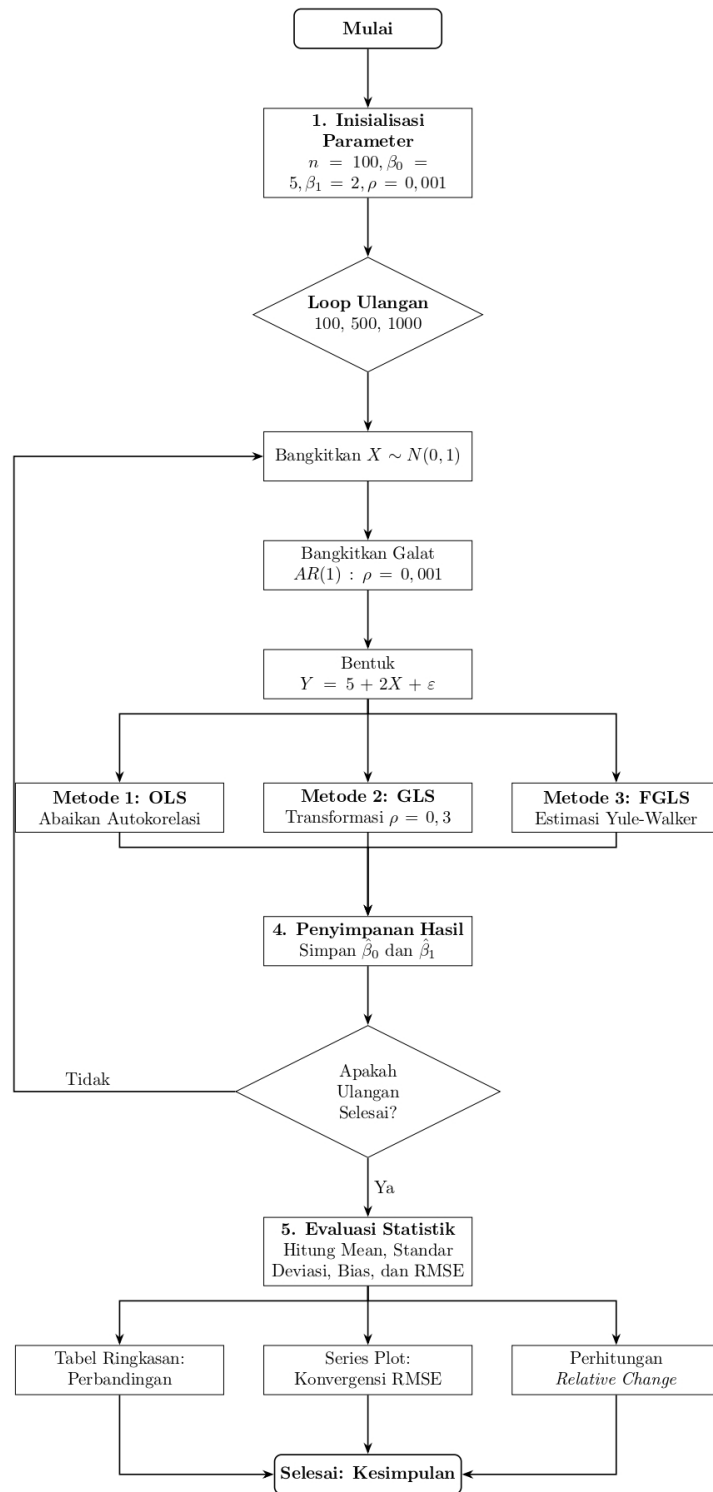 Mulai
1. Inisialisasi
Parameter
n = 100, β₀ =
5, β₁ = 2, ρ = 0,001
Loop Ulangan
100, 500, 1000
Bangkitkan X ∼ N(0, 1)
Bangkitkan Galat
AR(1) : ρ = 0,001
Bentuk
Y = 5 + 2X + ε
Metode 1: OLS
Abaikan Autokorelasi
Metode 2: GLS
Transformasi ρ = 0,3
Metode 3: FGLS
Estimasi Yule-Walker
4. Penyimpanan Hasil
Simpan β̂₀ dan β̂₁
Apakah
Ulangan
Selesai?
Tidak
Ya
5. Evaluasi Statistik
Hitung Mean, Standar
Deviasi, Bias, dan RMSE
Tabel Ringkasan:
Perbandingan
Series Plot:
Konvergensi RMSE
Perhitungan
Relative Change
Selesai: Kesimpulan